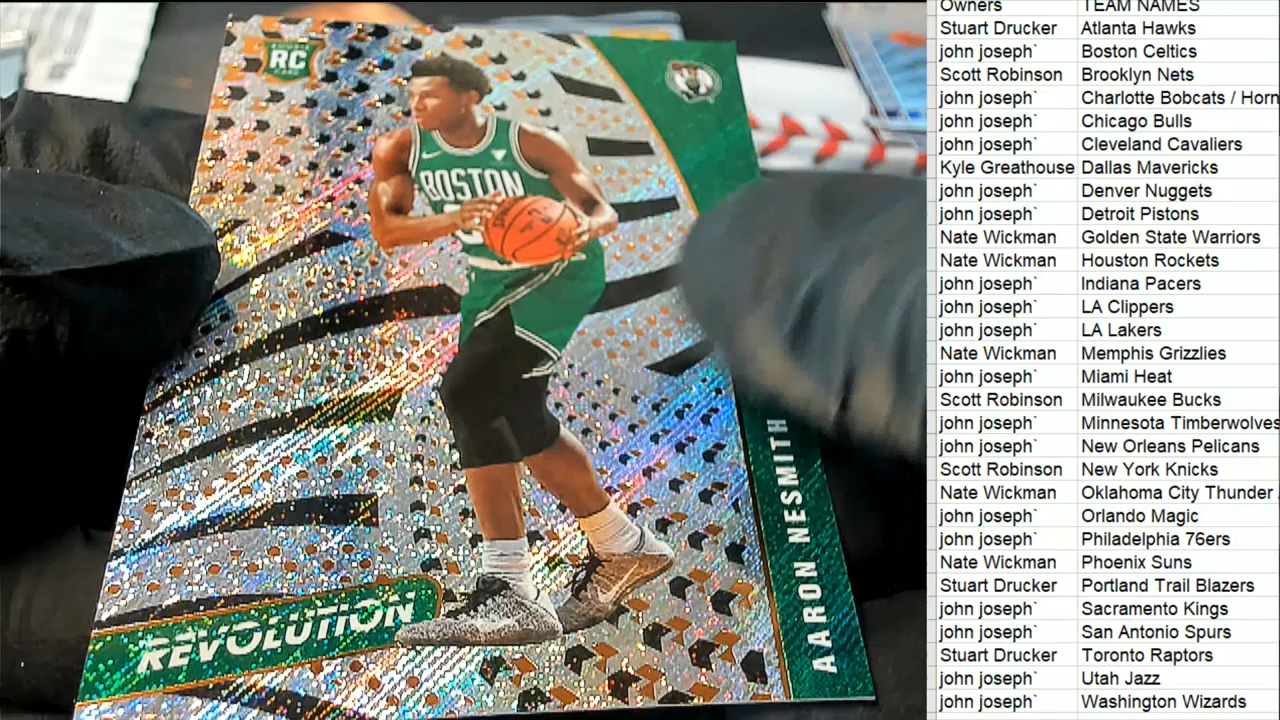 ROOKIE
RC
CARD
BOSTON
REVOLUTION
AARON NESMITH
Owners TEAM NAMES
Stuart Drucker Atlanta Hawks
john joseph` Boston Celtics
Scott Robinson Brooklyn Nets
john joseph` Charlotte Bobcats / Horn
john joseph` Chicago Bulls
john joseph` Cleveland Cavaliers
Kyle Greathouse Dallas Mavericks
john joseph` Denver Nuggets
john joseph` Detroit Pistons
Nate Wickman Golden State Warriors
Nate Wickman Houston Rockets
john joseph` Indiana Pacers
john joseph` LA Clippers
john joseph` LA Lakers
Nate Wickman Memphis Grizzlies
john joseph` Miami Heat
Scott Robinson Milwaukee Bucks
john joseph` Minnesota Timberwolves
john joseph` New Orleans Pelicans
Scott Robinson New York Knicks
Nate Wickman Oklahoma City Thunder
john joseph` Orlando Magic
john joseph` Philadelphia 76ers
Nate Wickman Phoenix Suns
Stuart Drucker Portland Trail Blazers
john joseph` Sacramento Kings
john joseph` San Antonio Spurs
Stuart Drucker Toronto Raptors
john joseph` Utah Jazz
john joseph` Washington Wizards